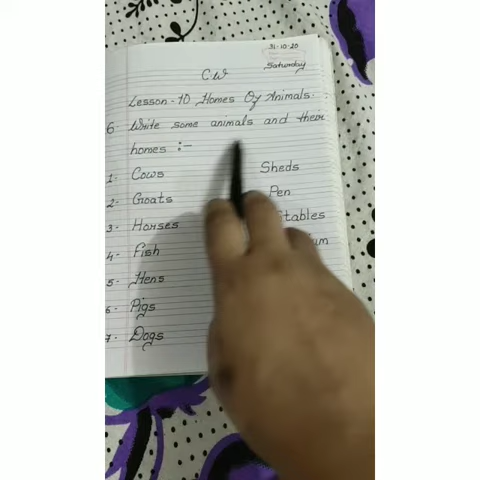 31-10-20
Saturday
C.W
Lesson-10 Homes Of Animals.
6. Write some animals and their
homes :-
1. Cows Sheds
2. Goats Pen
3. Horses Stables
4. Fish
5. Hens
6. Pigs
7. Dogs